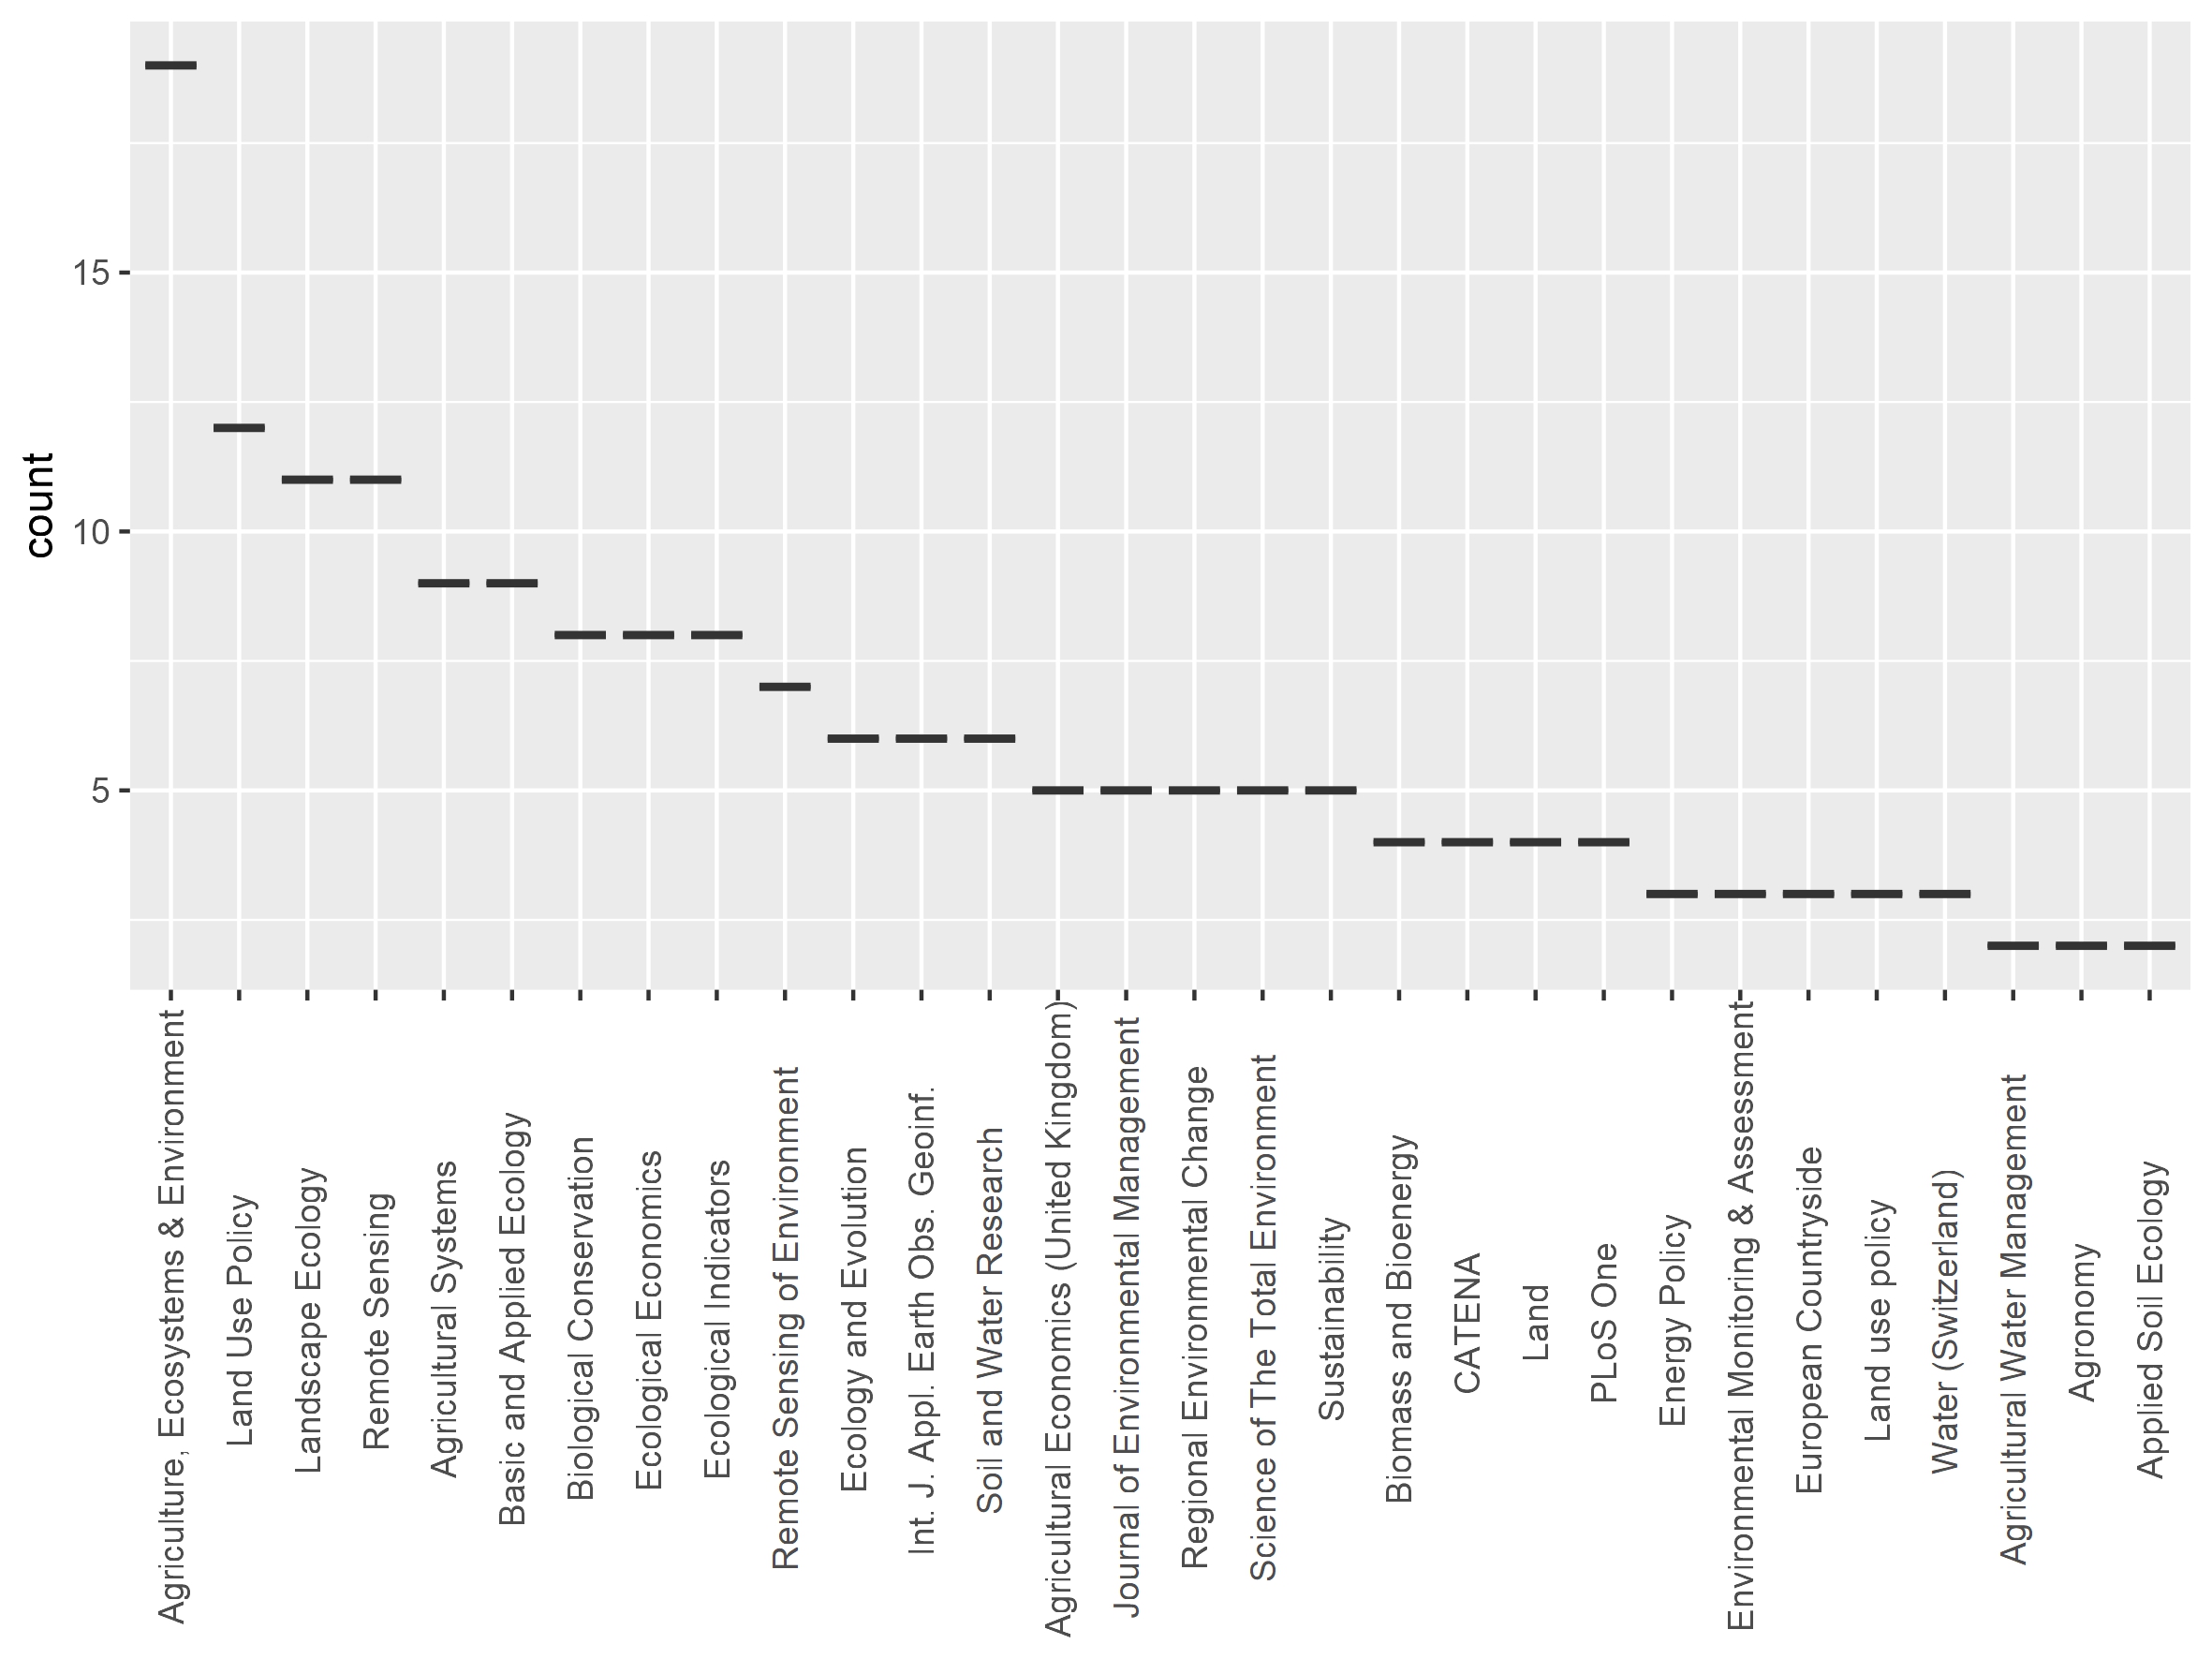 count
15
10
5
Agriculture, Ecosystems & Environment
Land Use Policy
Landscape Ecology
Remote Sensing
Agricultural Systems
Basic and Applied Ecology
Biological Conservation
Ecological Economics
Ecological Indicators
Remote Sensing of Environment
Ecology and Evolution
Int. J. Appl. Earth Obs. Geoinf.
Soil and Water Research
Agricultural Economics (United Kingdom)
Journal of Environmental Management
Regional Environmental Change
Science of The Total Environment
Sustainability
Biomass and Bioenergy
CATENA
Land
PLoS One
Energy Policy
Environmental Monitoring & Assessment
European Countryside
Land use policy
Water (Switzerland)
Agricultural Water Management
Agronomy
Applied Soil Ecology